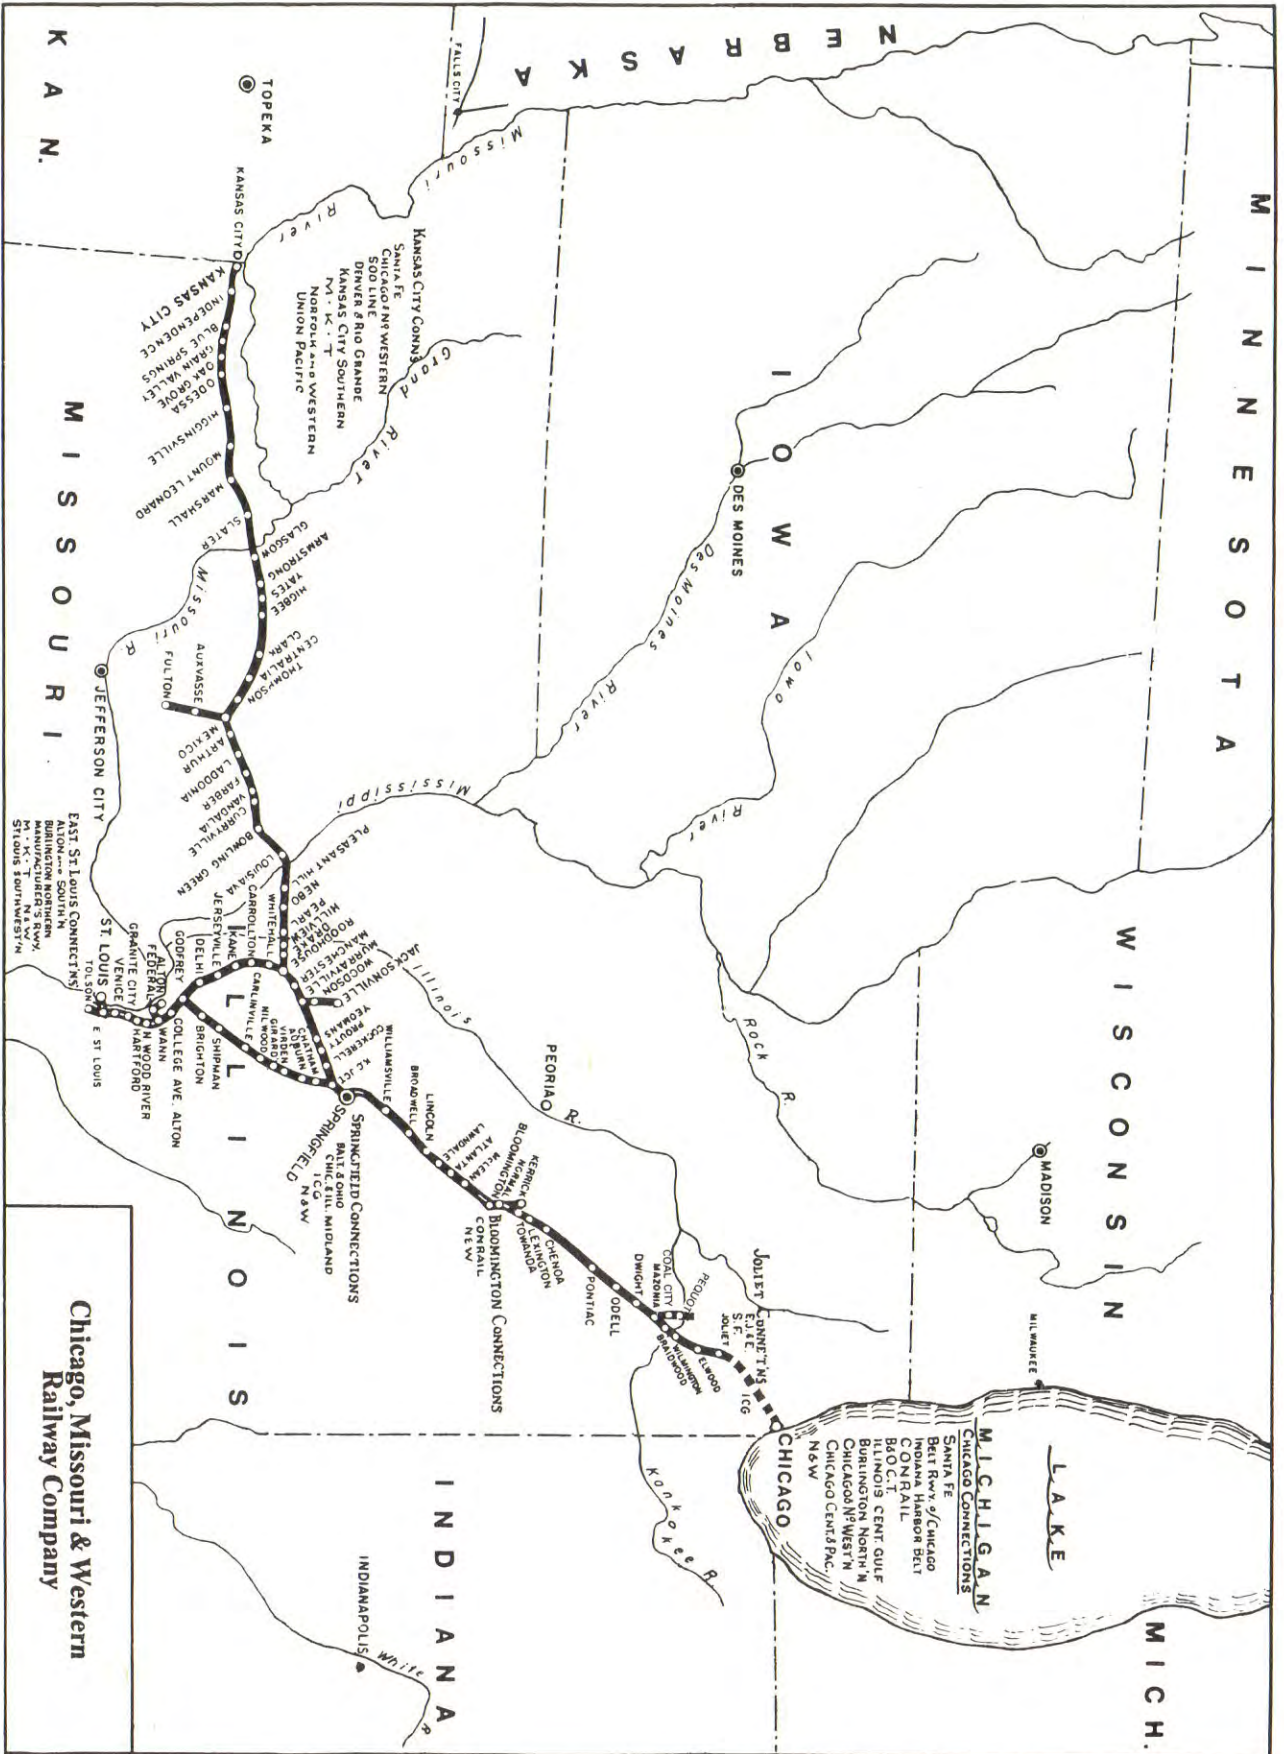 MINNESOTA
WISCONSIN
MICH.
NEBRASKA
IOWA
KAN.
MISSOURI
ILLINOIS
INDIANA
LAKE
MICHIGAN
CHICAGO CONNECTIONS
SANTA FE
BELT RWY. of CHICAGO
INDIANA HARBOR BELT
CONRAIL
B&O C.T.
ILLINOIS CENT. GULF
BURLINGTON NORTH'N
CHICAGO & No WEST'N
CHICAGO CENT. & PAC.
N&W
CHICAGO
MILWAUKEE
MADISON
Rock R.
DES MOINES
Des Moines River
Iowa River
Mississippi
Missouri River
Grand River
Missouri R.
Illinois R.
Kankakee R.
White R.
FALLS CITY
TOPEKA
KANSAS CITY
KANSAS CITY CONN'S
SANTA FE
CHICAGO & No WESTERN
SOO LINE
DENVER & RIO GRANDE
KANSAS CITY SOUTHERN
M-K-T
NORFOLK AND WESTERN
UNION PACIFIC
KANSAS CITY
INDEPENDENCE
BLUE SPRINGS
GRAIN VALLEY
OAK GROVE
ODESSA
HIGGINSVILLE
MOUNT LEONARD
MARSHALL
SLATER
GLASGOW
ARMSTRONG
YATES
HIGBEE
CLARK
CENTRALIA
THOMPSON
AUXVASSE
FULTON
MEXICO
ARTHUR
LADDONIA
FARBER
VANDALIA
CURRYVILLE
BOWLING GREEN
LOUISIAVA
PLEASANT HILL
NEBO
PEARL
HILLVIEW
DRAKE
ROODHOUSE
MANCHESTER
MURRAYVILLE
WOODSON
JACKSONVILLE
YEOMANS
PROUTY
COCKERELL
K.C. JCT.
WHITEHALL
CARROLLTON
KANE
JERSEYVILLE
DELHI
GODFREY
ALTON
FEDERAL
GRANITE CITY
VENICE
ST. LOUIS
TOLSON
E ST LOUIS
HARTFORD
N WOOD RIVER
WANN
COLLEGE AVE. ALTON
BRIGHTON
SHIPMAN
CARLINVILLE
NILWOOD
GIRARD
VIRDEN
AUBURN
CHATHAM
SPRINGFIELD
SPRINGFIELD CONNECTIONS
BALT. & OHIO
CHIC. & ILL. MIDLAND
ICG
N&W
WILLIAMSVILLE
BROADWELL
LINCOLN
LAWNDALE
ATLANTA
McLEAN
BLOOMINGTON
NORMAL
KERRICK
BLOOMINGTON CONNECTIONS
CONRAIL
N&W
TOWANDA
LEXINGTON
CHENOA
PONTIAC
ODELL
DWIGHT
MAZONIA
COAL CITY
PEQUOT
BRAIDWOOD
WILMINGTON
ELWOOD
JOLIET
JOLIET CONNET'NS
E.J.&E.
S.F.
ICG
PEORIA
INDIANAPOLIS
JEFFERSON CITY
EAST. ST. LOUIS CONNECT'NS
ALTON AND SOUTH'N
BURLINGTON NORTHERN
MANUFACTURER'S RWY.
M-K-T N&W
ST LOUIS SOUTHWEST'N
Chicago, Missouri & Western
Railway Company